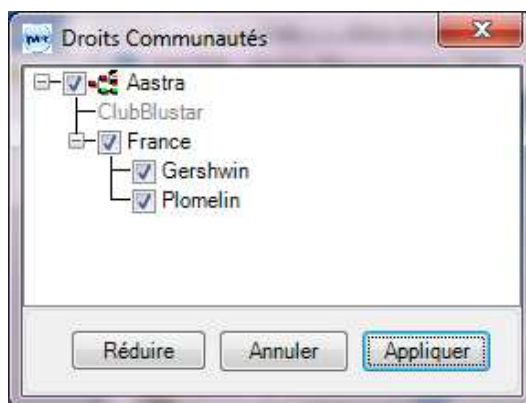 Droits Communautés
Aastra
ClubBlustar
France
Gershwin
Plomelin
Réduire
Annuler
Appliquer